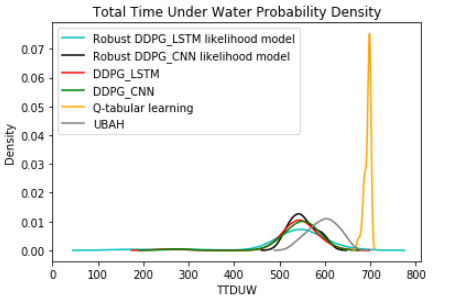 Total Time Under Water Probability Density
Robust DDPG_LSTM likelihood model
Robust DDPG_CNN likelihood model
DDPG_LSTM
DDPG_CNN
Q-tabular learning
UBAH
0.07
0.06
0.05
0.04
0.03
0.02
0.01
0.00
Density
0 100 200 300 400 500 600 700 800
TTDUW